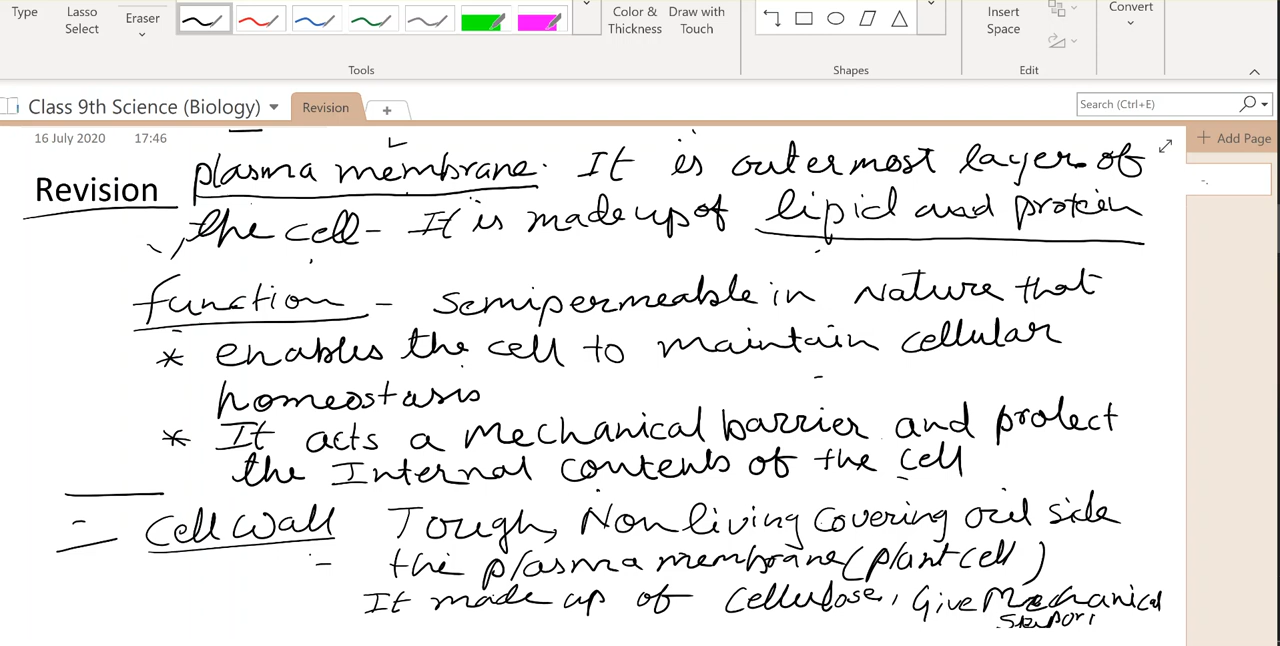 Type
Lasso Select
Eraser
Color & Thickness
Draw with Touch
Insert Space
Convert
Tools
Shapes
Edit
Class 9th Science (Biology)
Revision
+
Search (Ctrl+E)
16 July 2020 17:46
Add Page
Revision
plasma membrane. It is outermost layer of
the cell - It is made up of lipid and protein
function - semipermeable in Nature that
* enables the cell to maintain cellular
homeostasis
* It acts a Mechanical barrier and protect
the Internal contents of the cell
= Cell Wall Tough, Non living Covering out side
the plasma membrane (plant cell)
It made up of cellulose, Give Mechanical